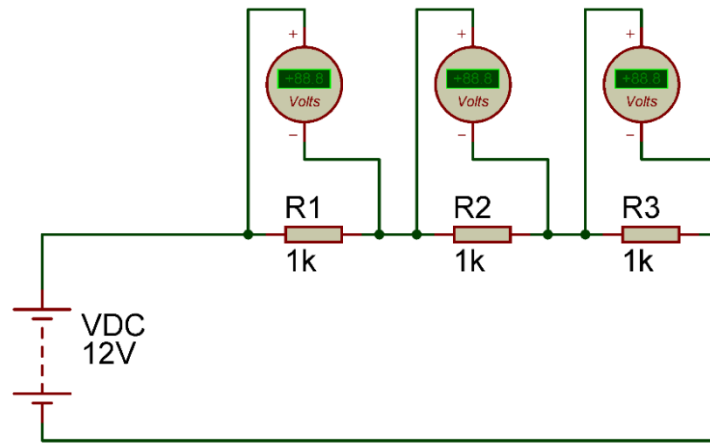 +
+
+
+88.8
+88.8
+88.8
Volts
Volts
Volts
−
−
−
R1
R2
R3
1k
1k
1k
VDC
12V